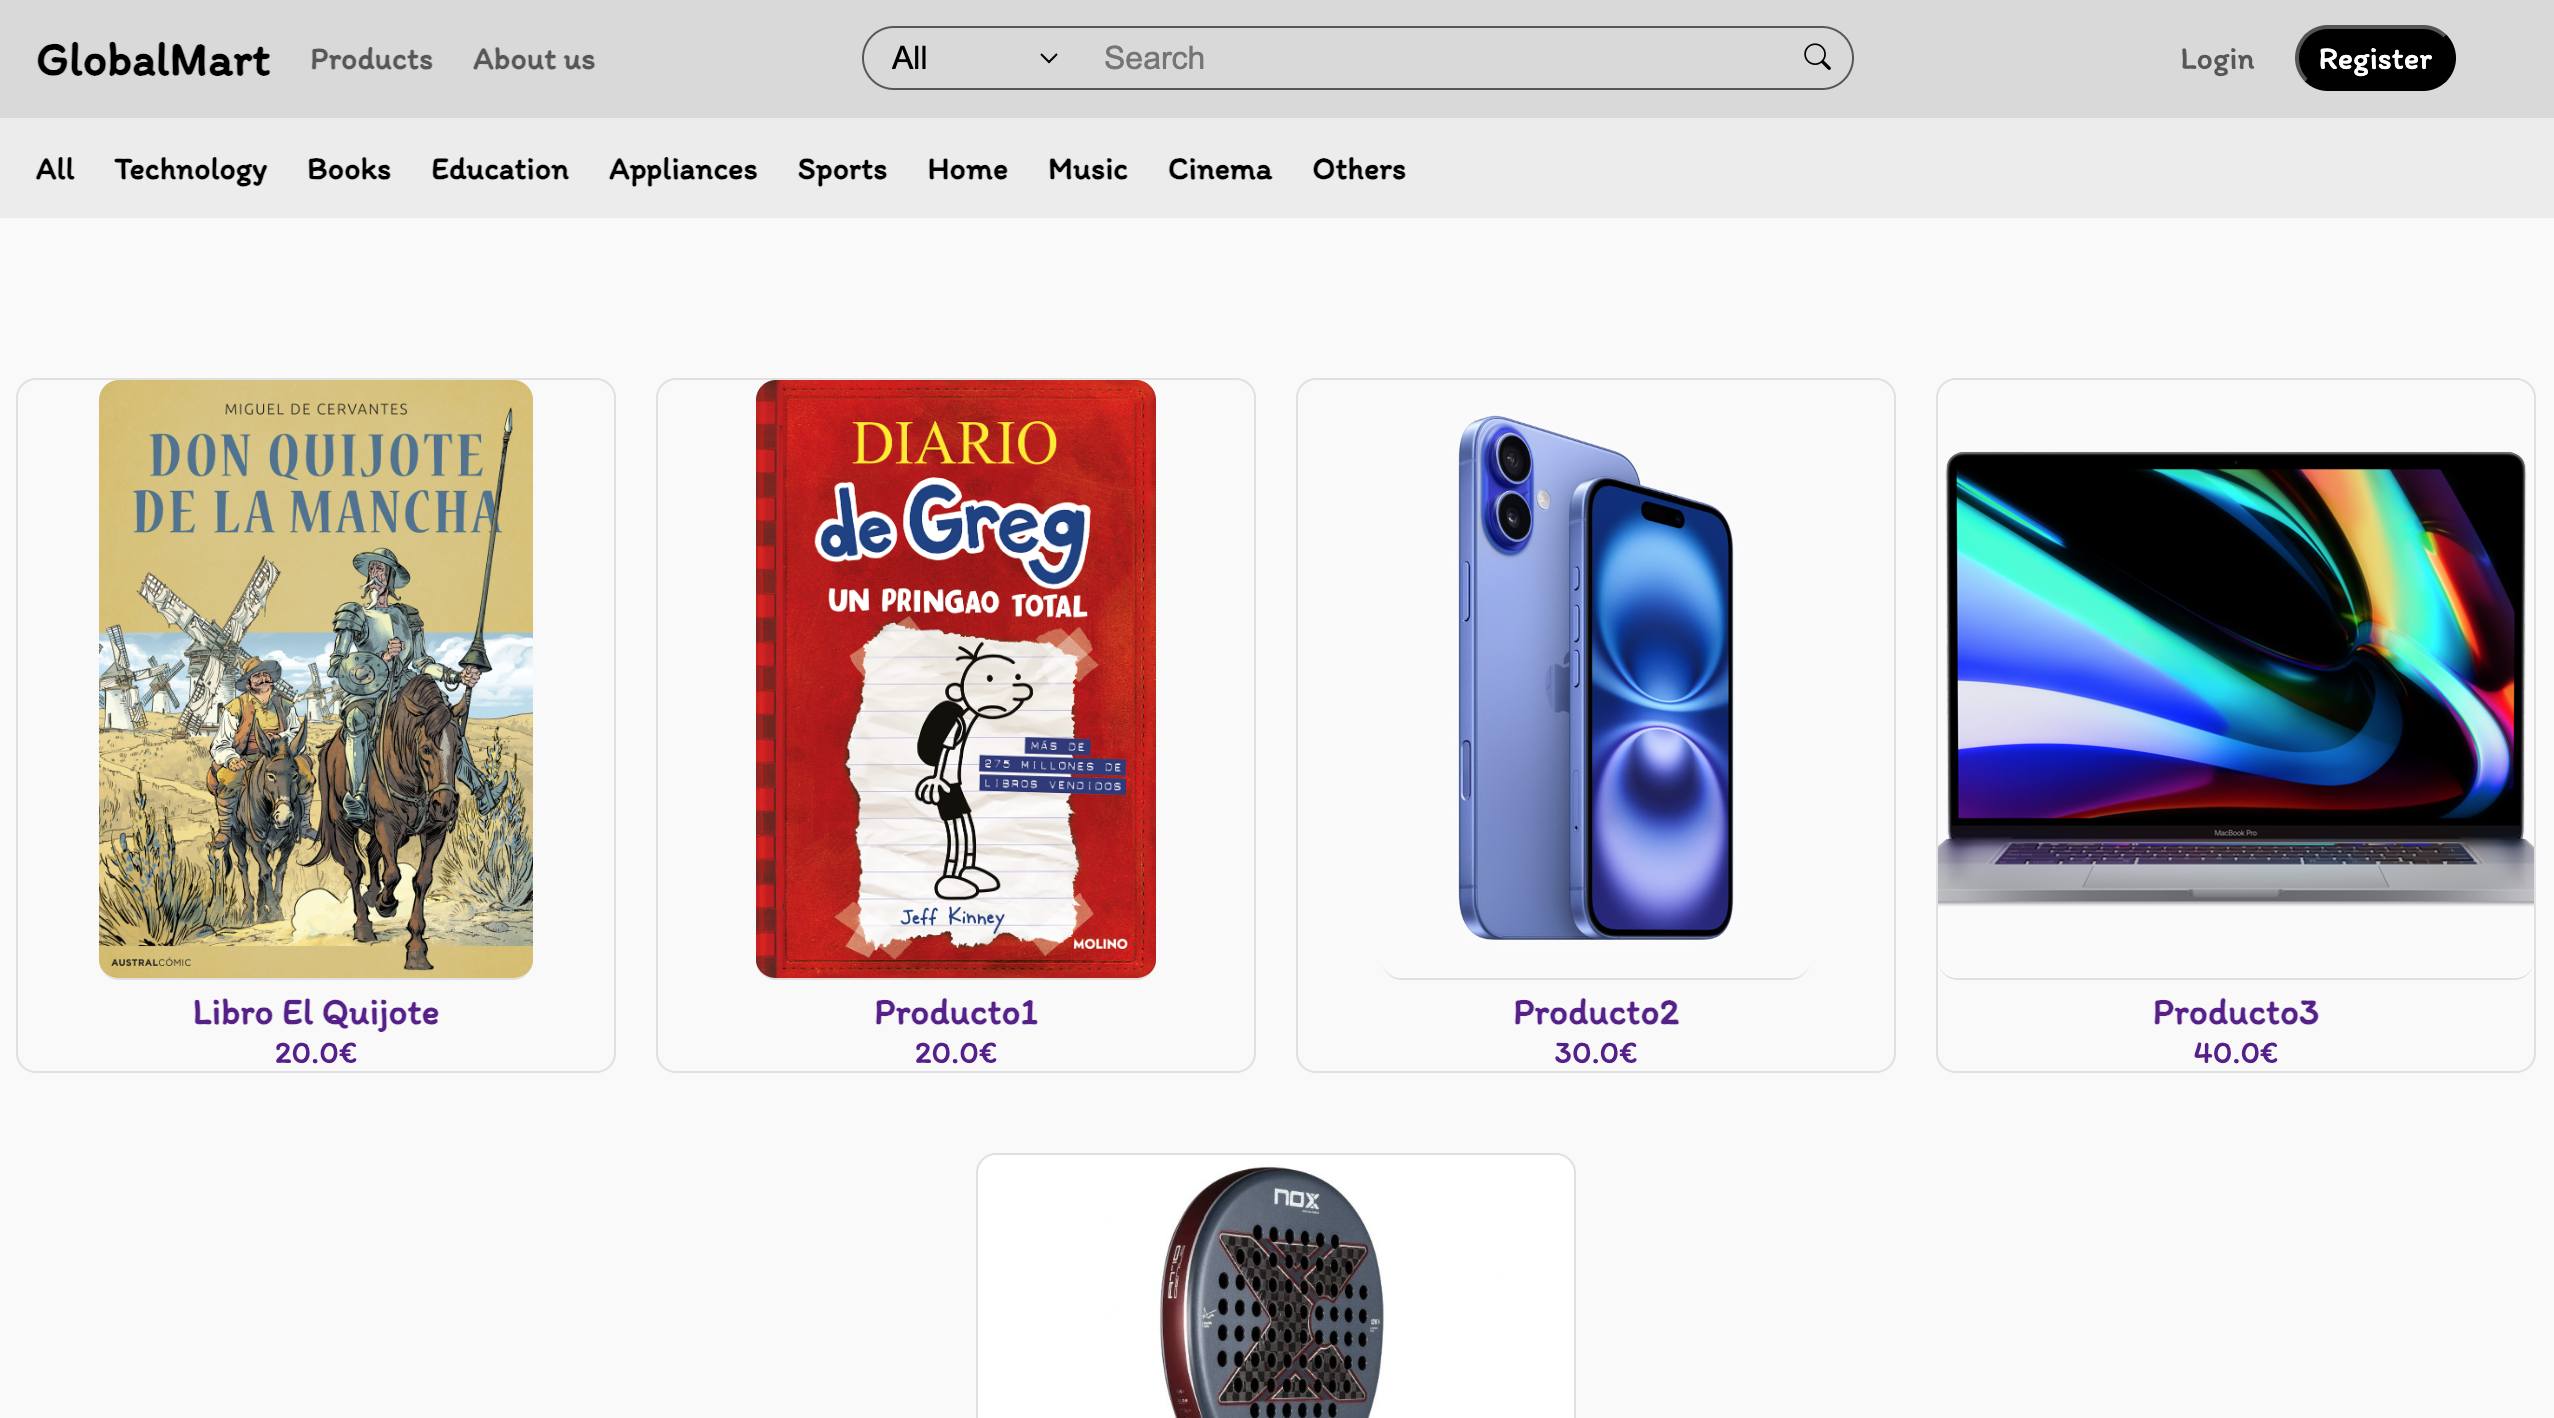 GlobalMart Products About us All Search Login Register
All Technology Books Education Appliances Sports Home Music Cinema Others
MIGUEL DE CERVANTES
DON QUIJOTE
DE LA MANCHA
AUSTRALCÓMIC
Libro El Quijote
20.0€
DIARIO
de Greg
UN PRINGAO TOTAL
MÁS DE
275 MILLONES DE
LIBROS VENDIDOS
Jeff Kinney
MOLINO
Producto1
20.0€
Producto2
30.0€
MacBook Pro
Producto3
40.0€
nox